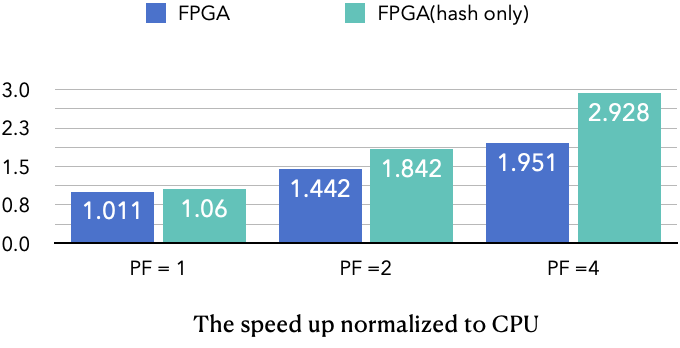 FPGA FPGA(hash only)
3.0
2.3
1.5
0.8
0.0
1.011 1.06 1.442 1.842 1.951 2.928
PF = 1 PF =2 PF =4
The speed up normalized to CPU